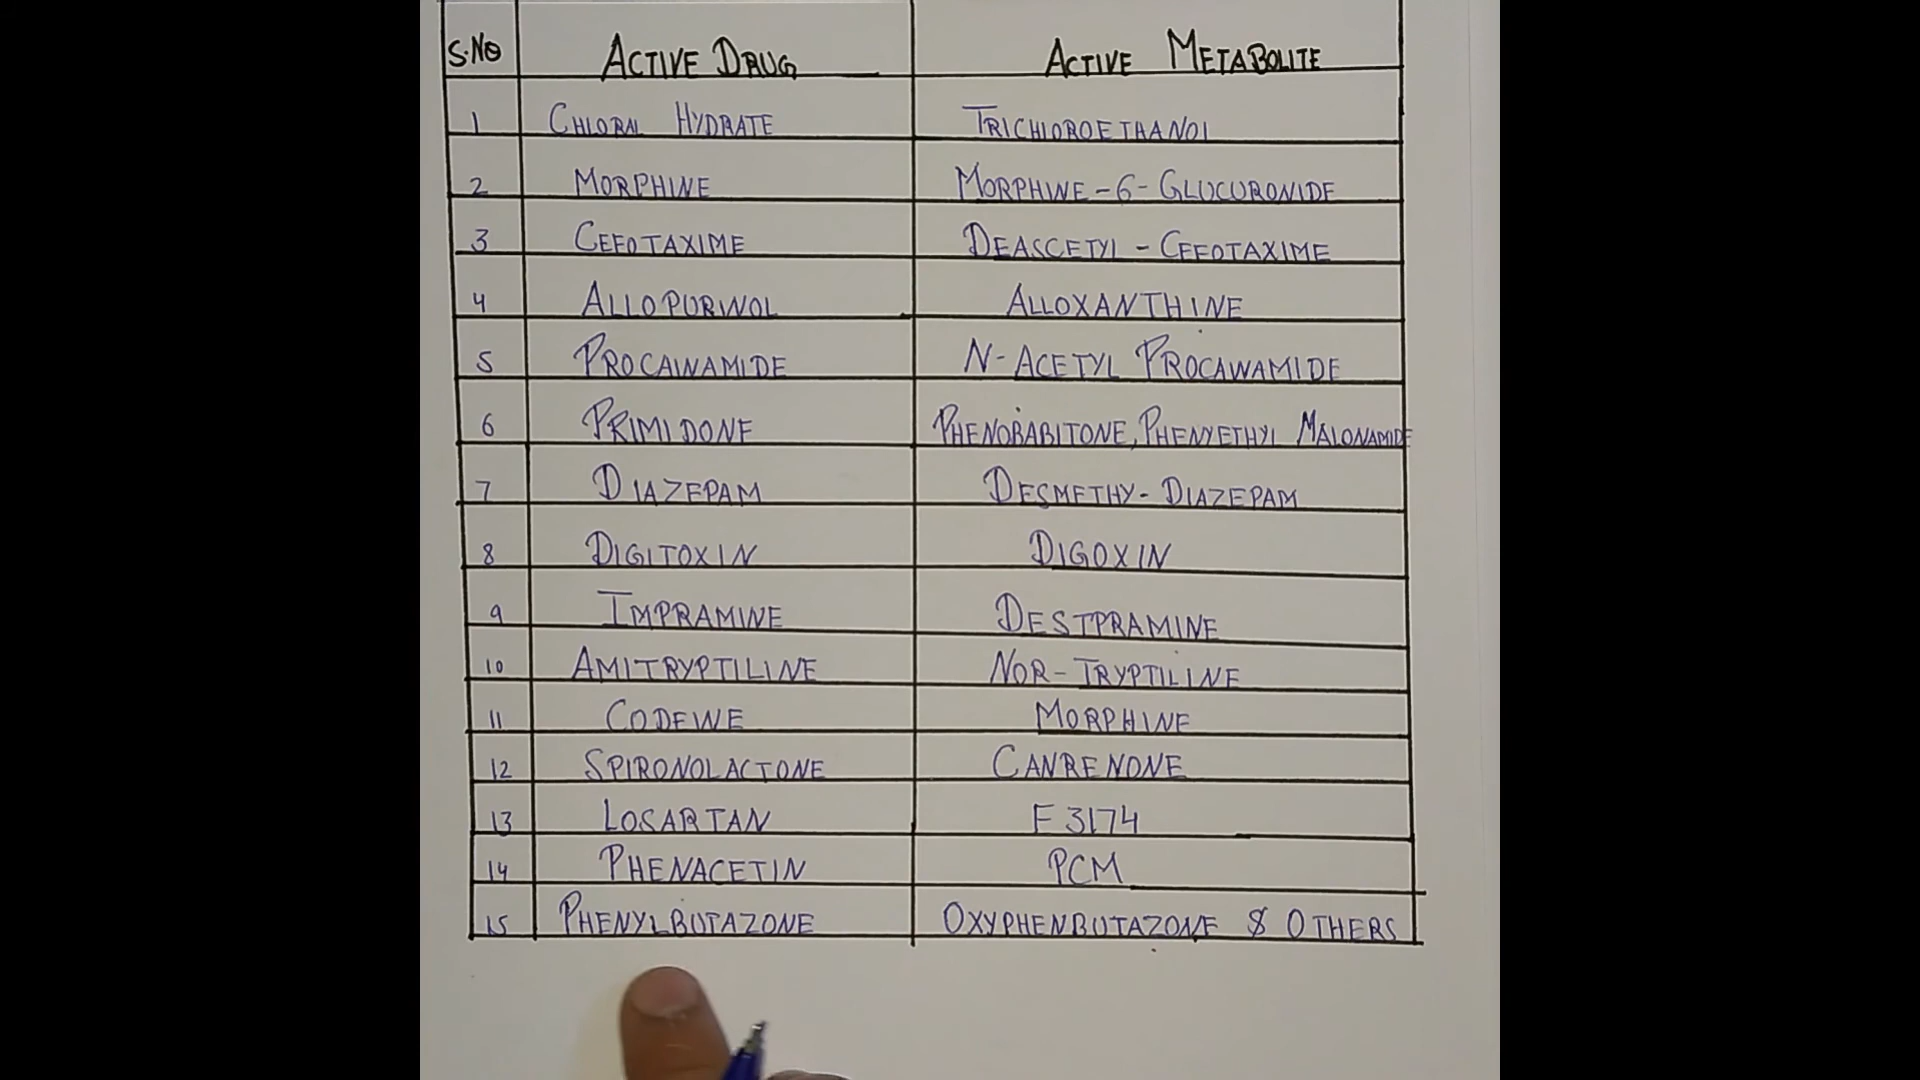 S.NO ACTIVE DRUG ACTIVE METABOLITE
1 CHLORAL HYDRATE TRICHLOROETHANOL
2 MORPHINE MORPHINE-6-GLUCURONIDE
3 CEFOTAXIME DEASCETYL-CEFOTAXIME
4 ALLOPURINOL ALLOXANTHINE
5 PROCAINAMIDE N-ACETYL PROCAINAMIDE
6 PRIMIDONE PHENOBABITONE, PHENYETHYL MALONAMIDE
7 DIAZEPAM DESMETHY-DIAZEPAM
8 DIGITOXIN DIGOXIN
9 IMPRAMINE DESIPRAMINE
10 AMITRYPTILINE NOR-TRYPTILINE
11 CODEINE MORPHINE
12 SPIRONOLACTONE CANRENONE
13 LOSARTAN E 3174
14 PHENACETIN PCM
15 PHENYLBUTAZONE OXYPHENBUTAZONE & OTHERS